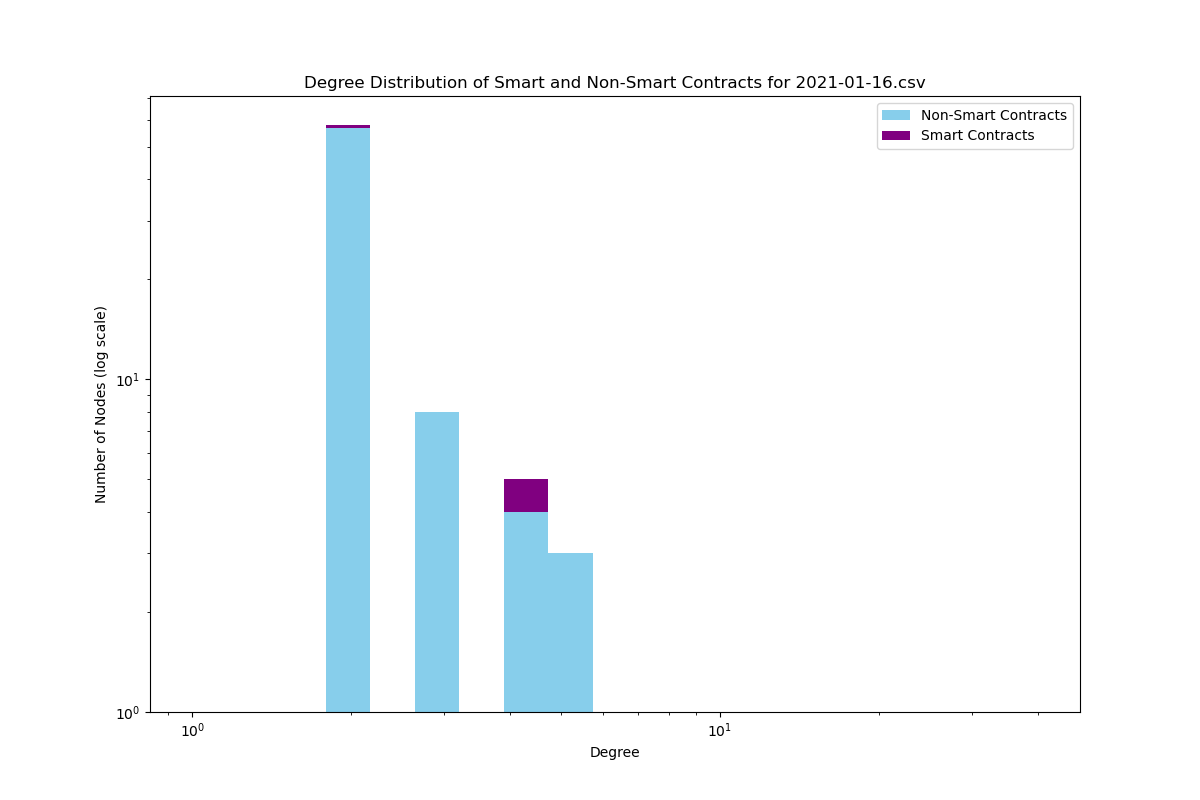 Degree Distribution of Smart and Non-Smart Contracts for 2021-01-16.csv
Non-Smart Contracts
Smart Contracts
Number of Nodes (log scale)
10¹
10⁰
10⁰ 10¹
Degree